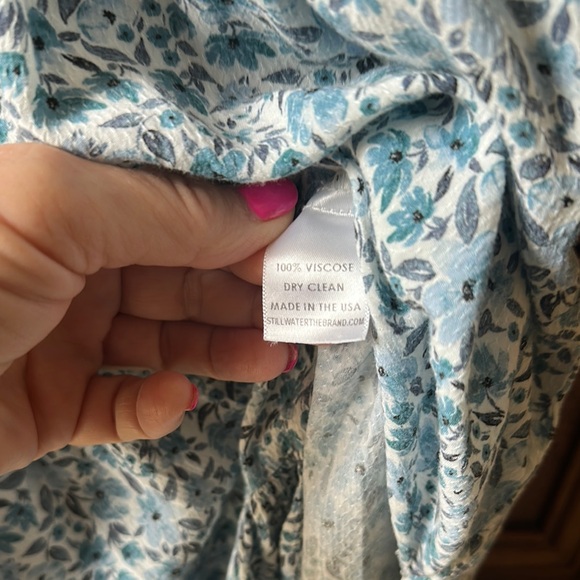 100% VISCOSE
DRY CLEAN
MADE IN THE USA
STILLWATERTHEBRAND.COM